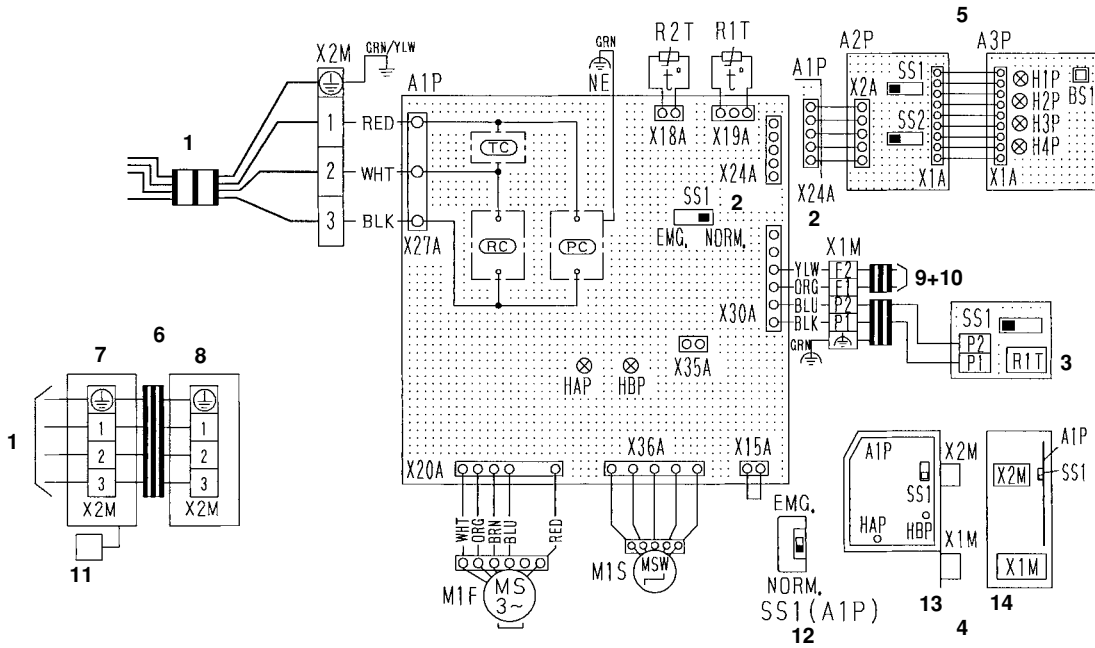 5
X2M
GRN/YLW
A1P
GRN
NE
R2T
R1T
t°
t°
X18A
X19A
X24A
A1P
X24A
A2P
X2A
SS1
SS2
X1A
A3P
H1P
H2P
H3P
H4P
BS1
X1A
1
1
2
3
RED
WHT
BLK
X27A
TC
RC
PC
SS1
EMG. NORM.
2
2
X1M
YLW
ORG
BLU
BLK
GRN
F2
F1
P2
P1
9+10
X30A
SS1
P2
P1
R1T
3
X35A
HAP
HBP
6
7
8
1
1
2
3
X2M
1
2
3
X2M
11
X20A
X36A
X15A
WHT
ORG
BRN
BLU
RED
M1F
MS
3~
M1S
MSW
EMG.
NORM.
SS1(A1P)
12
A1P
SS1
HAP
HBP
X2M
X1M
13
X2M
A1P
SS1
X1M
14
4